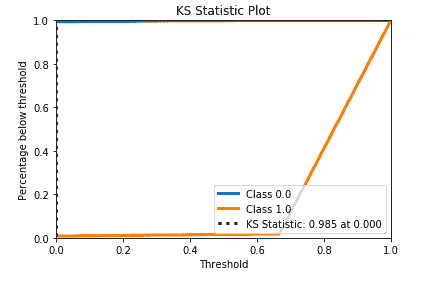 KS Statistic Plot
Percentage below threshold
1.0
0.8
0.6
0.4
0.2
0.0
Class 0.0
Class 1.0
KS Statistic: 0.985 at 0.000
0.0 0.2 0.4 0.6 0.8 1.0
Threshold